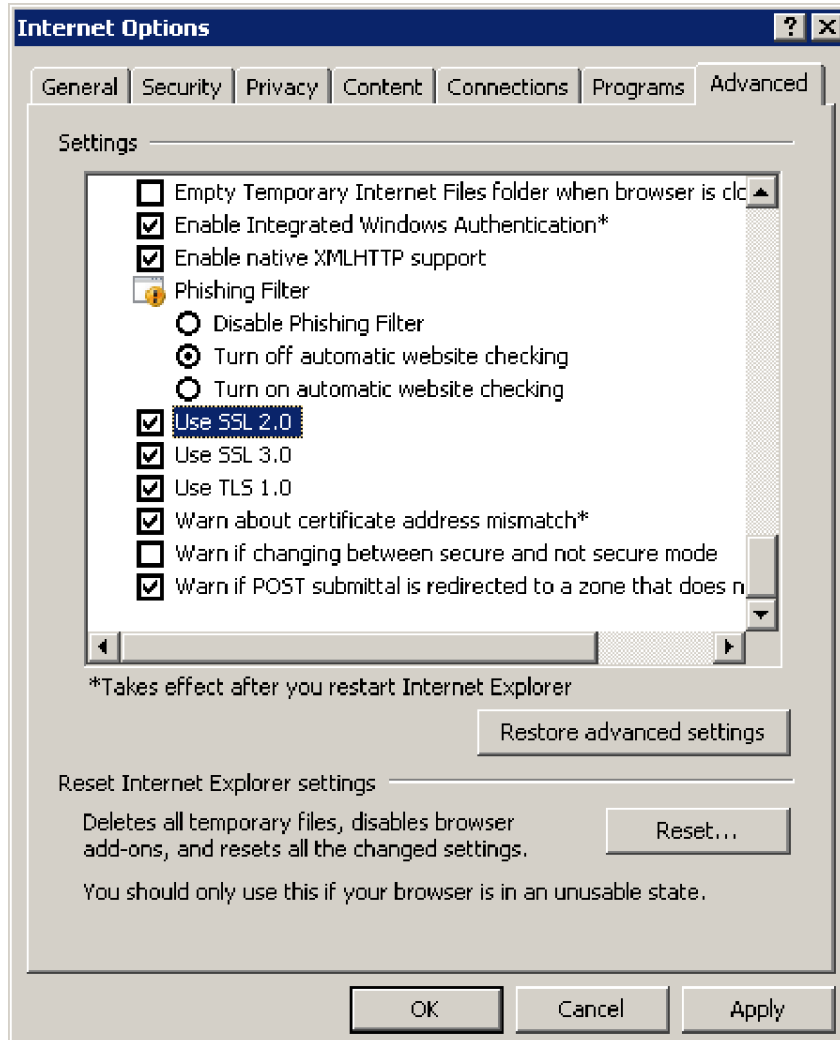 Internet Options
General Security Privacy Content Connections Programs Advanced
Settings
Empty Temporary Internet Files folder when browser is clo
Enable Integrated Windows Authentication*
Enable native XMLHTTP support
Phishing Filter
Disable Phishing Filter
Turn off automatic website checking
Turn on automatic website checking
Use SSL 2.0
Use SSL 3.0
Use TLS 1.0
Warn about certificate address mismatch*
Warn if changing between secure and not secure mode
Warn if POST submittal is redirected to a zone that does n
*Takes effect after you restart Internet Explorer
Restore advanced settings
Reset Internet Explorer settings
Deletes all temporary files, disables browser
add-ons, and resets all the changed settings.
Reset...
You should only use this if your browser is in an unusable state.
OK Cancel Apply